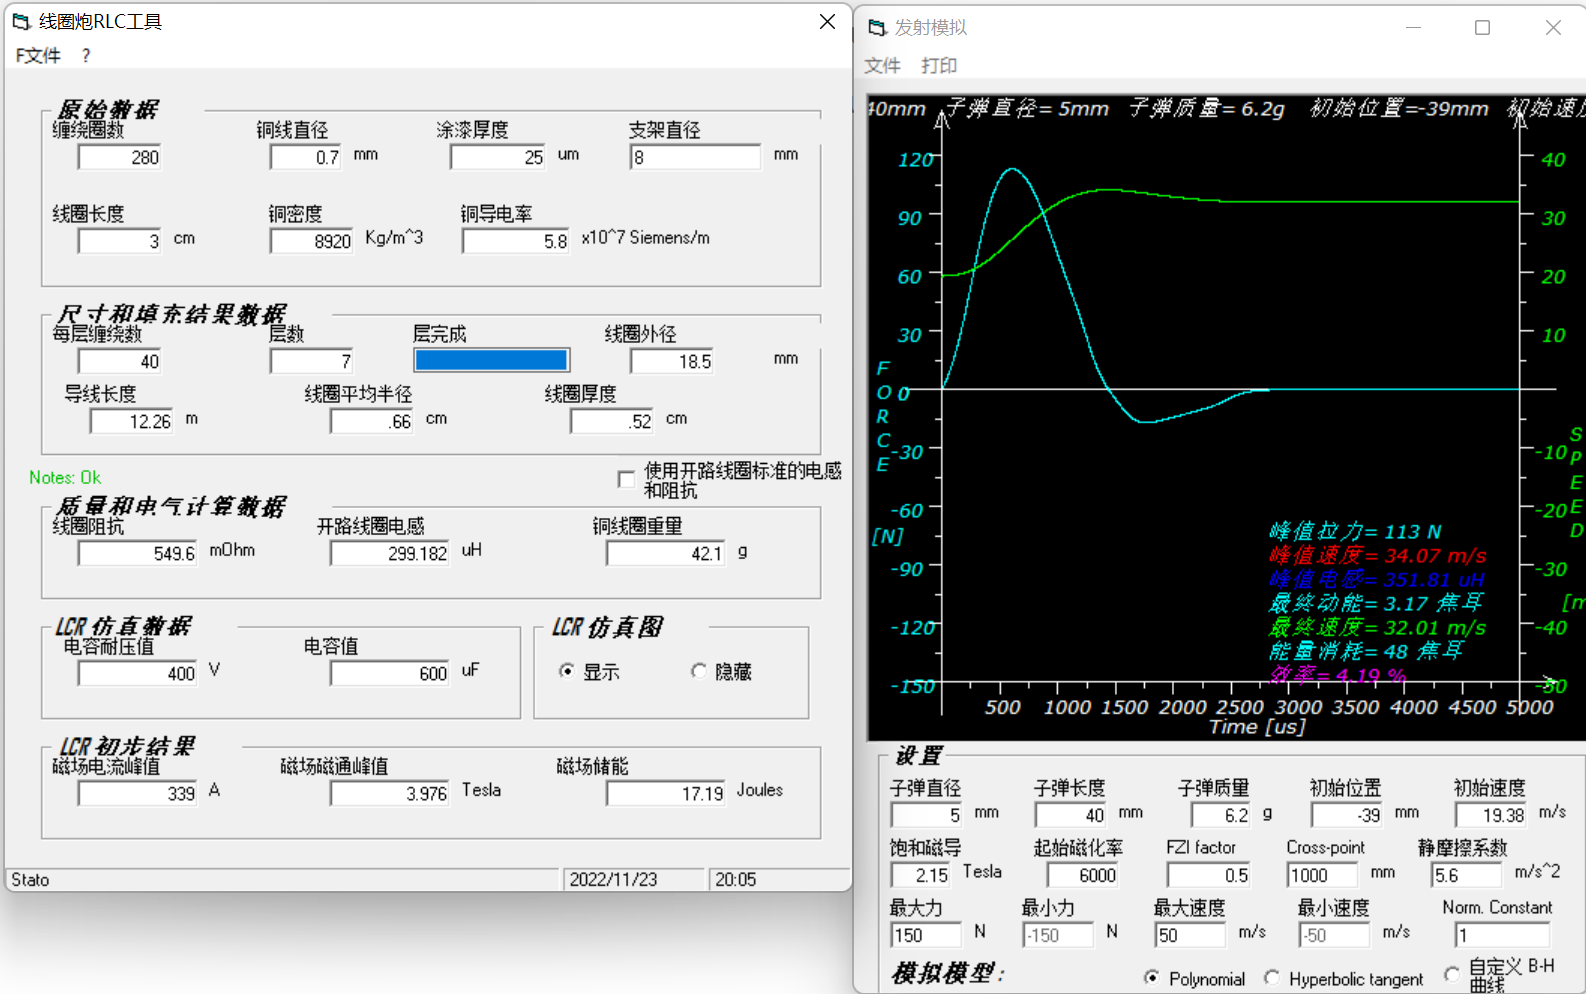 线圈炮RLC工具
F文件 ?
原始数据
缠绕圈数 铜线直径 涂漆厚度 支架直径
280 0.7 mm 25 um 8 mm
线圈长度 铜密度 铜导电率
3 cm 8920 Kg/m^3 5.8 x10^7 Siemens/m
尺寸和填充结果数据
每层缠绕数 层数 层完成 线圈外径
40 7 18.5 mm
导线长度 线圈平均半径 线圈厚度
12.26 m .66 cm .52 cm
Notes: Ok
使用开路线圈标准的电感
和阻抗
质量和电气计算数据
线圈阻抗 开路线圈电感 铜线圈重量
549.6 mOhm 299.182 uH 42.1 g
LCR 仿真数据 LCR 仿真图
电容耐压值 电容值
400 V 600 uF 显示 隐藏
LCR 初步结果
磁场电流峰值 磁场磁通峰值 磁场储能
339 A 3.976 Tesla 17.19 Joules
Stato 2022/11/23 20:05
发射模拟
文件 打印
40mm 子弹直径= 5mm 子弹质量= 6.2g 初始位置=-39mm 初始速度
120 40
90 30
60 20
30 10
0
-30 -10
-60 -20
-90 -30
-120 -40
-150 -50
FORCE
[N]
SPEED
[m
峰值拉力= 113 N
峰值速度= 34.07 m/s
峰值电感= 351.81 uH
最终动能= 3.17 焦耳
最终速度= 32.01 m/s
能量消耗= 48 焦耳
效率= 4.19 %
500 1000 1500 2000 2500 3000 3500 4000 4500 5000
Time [us]
设置
子弹直径 子弹长度 子弹质量 初始位置 初始速度
5 mm 40 mm 6.2 g -39 mm 19.38 m/s
饱和磁导 起始磁化率 FZI factor Cross-point 静摩擦系数
2.15 Tesla 6000 0.5 1000 mm 5.6 m/s^2
最大力 最小力 最大速度 最小速度 Norm. Constant
150 N -150 N 50 m/s -50 m/s 1
模拟模型: Polynomial Hyperbolic tangent 自定义 B-H
曲线